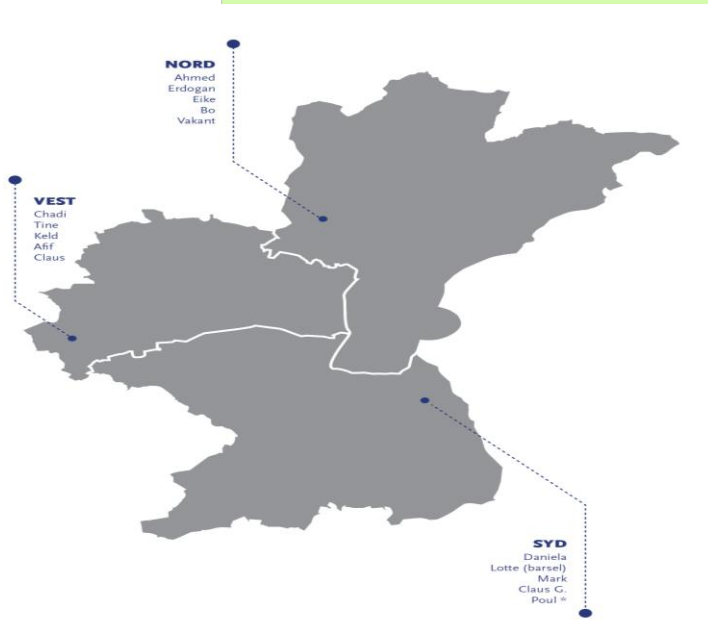 NORD
Ahmed
Erdogan
Eike
Bo
Vakant
VEST
Chadi
Tine
Keld
Afif
Claus
SYD
Daniela
Lotte (barsel)
Mark
Claus G.
Poul *